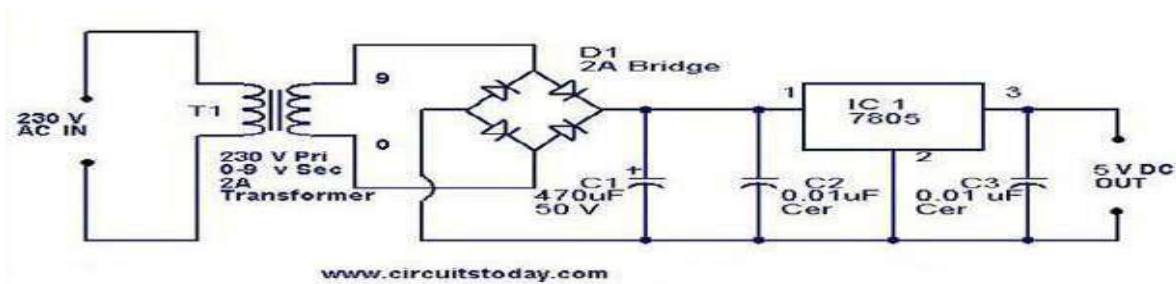 D1
2A Bridge
9
T1
230 V
AC IN
0
230 V Pri
0-9 v Sec
2A
Transformer
C1
+
470uF
50 V
C2
0.01uF
Cer
1
IC 1
7805
3
2
C3
0.01 uF
Cer
5 V DC
OUT
www.circuitstoday.com